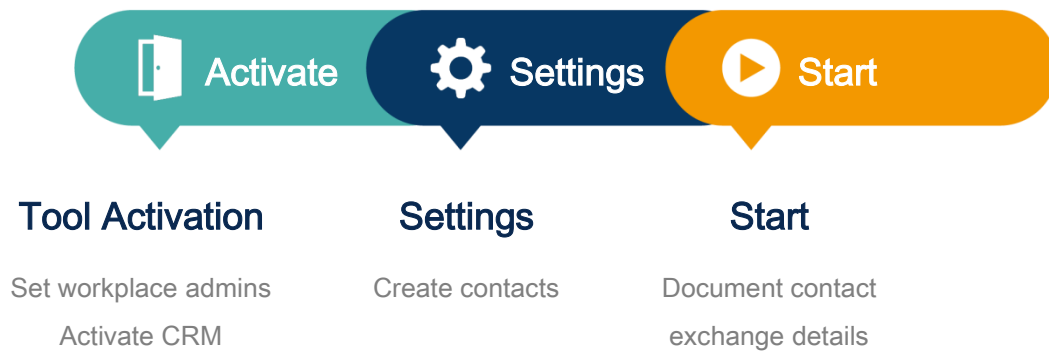 Activate
Settings
Start
Tool Activation
Settings
Start
Set workplace admins
Activate CRM
Create contacts
Document contact
exchange details